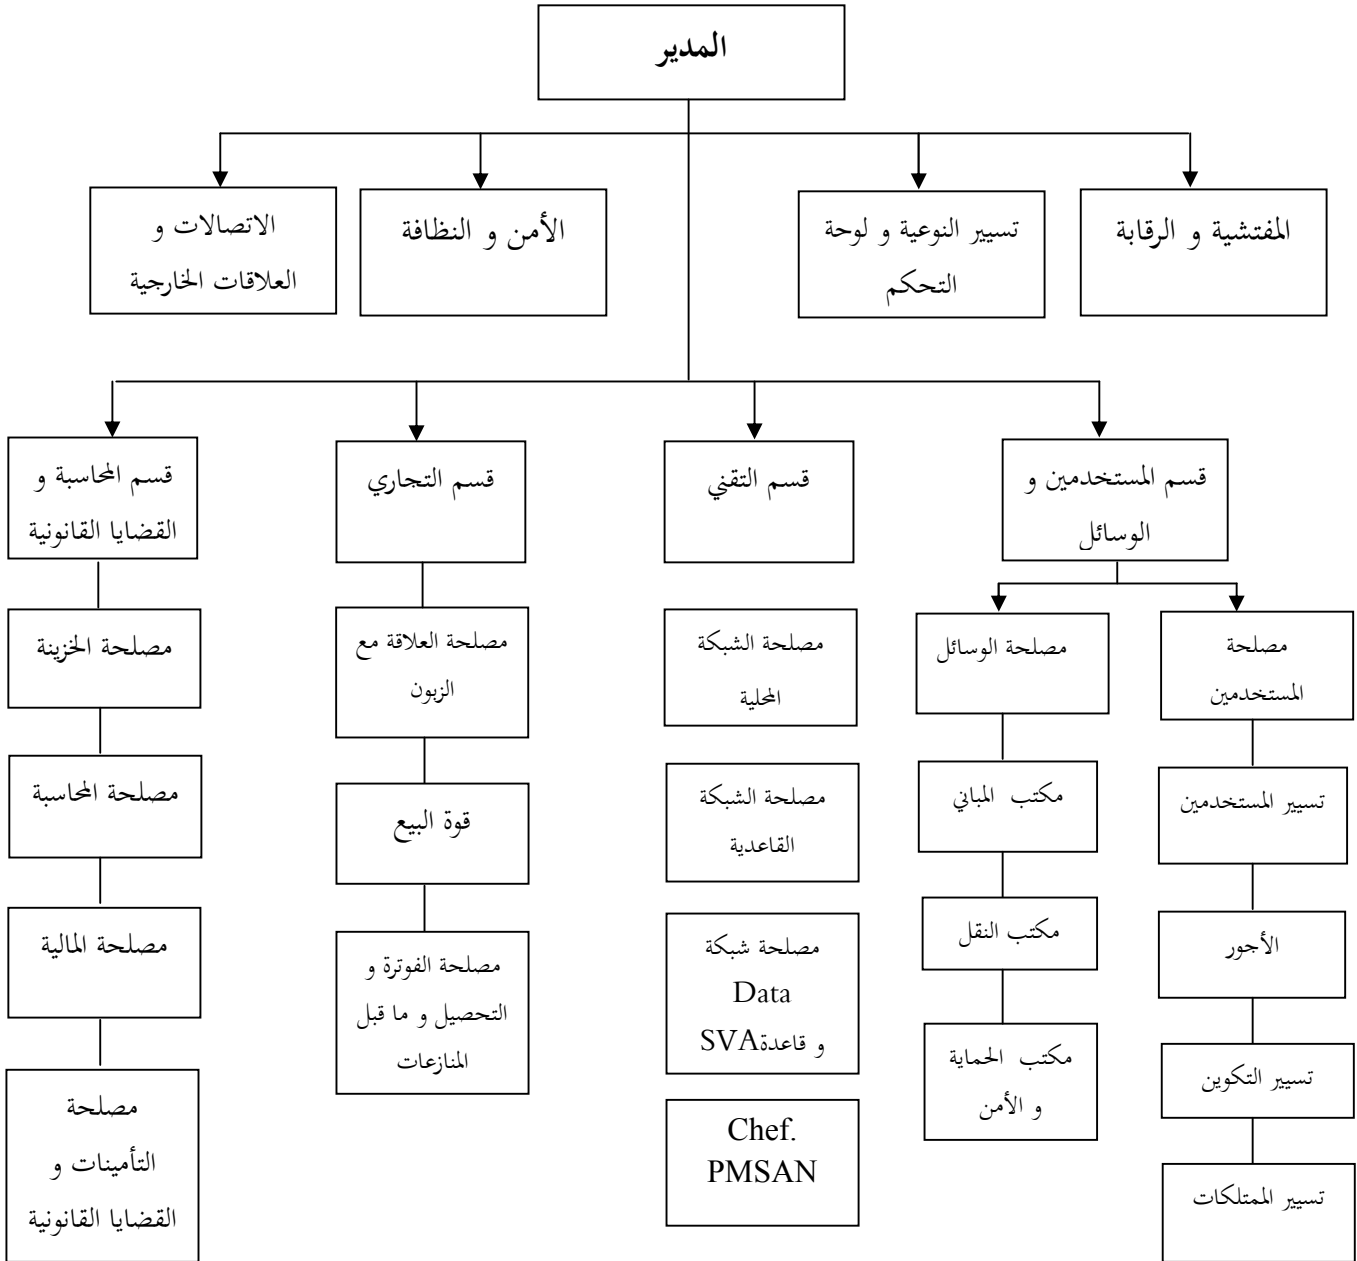 المدير
المفتشية و الرقابة
تسيير النوعية و لوحة
التحكم
الأمن و النظافة
الاتصالات و
العلاقات الخارجية
قسم المستخدمين و
الوسائل
قسم التقني
قسم التجاري
قسم المحاسبة و
القضايا القانونية
مصلحة
المستخدمين
تسيير المستخدمين
الأجور
تسيير التكوين
تسيير الممتلكات
مصلحة الوسائل
مكتب المباني
مكتب النقل
مكتب الحماية
و الأمن
مصلحة الشبكة
المحلية
مصلحة الشبكة
القاعدية
مصلحة شبكة
Data
و قاعدةSVA
Chef.
PMSAN
مصلحة العلاقة مع
الزبون
قوة البيع
مصلحة الفوترة و
التحصيل و ما قبل
المنازعات
مصلحة الخزينة
مصلحة المحاسبة
مصلحة المالية
مصلحة
التأمينات و
القضايا القانونية